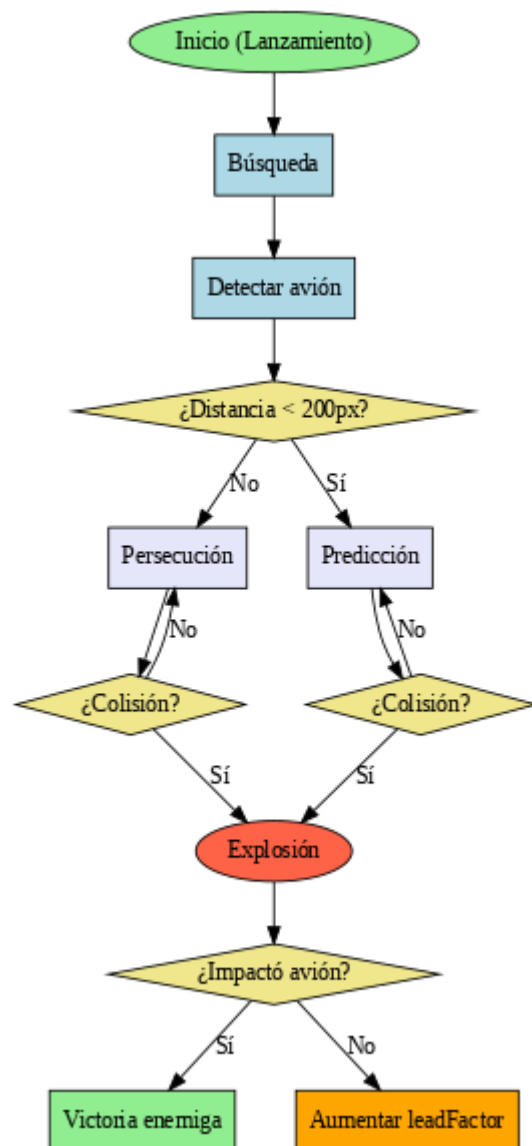 Inicio (Lanzamiento)
Búsqueda
Detectar avión
¿Distancia < 200px?
No
Sí
Persecución
Predicción
No
No
¿Colisión?
¿Colisión?
Sí
Sí
Explosión
¿Impactó avión?
Sí
No
Victoria enemiga
Aumentar leadFactor